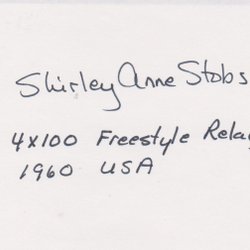 Shirley Anne Stobs
4x100 Freestyle Relay
1960 USA